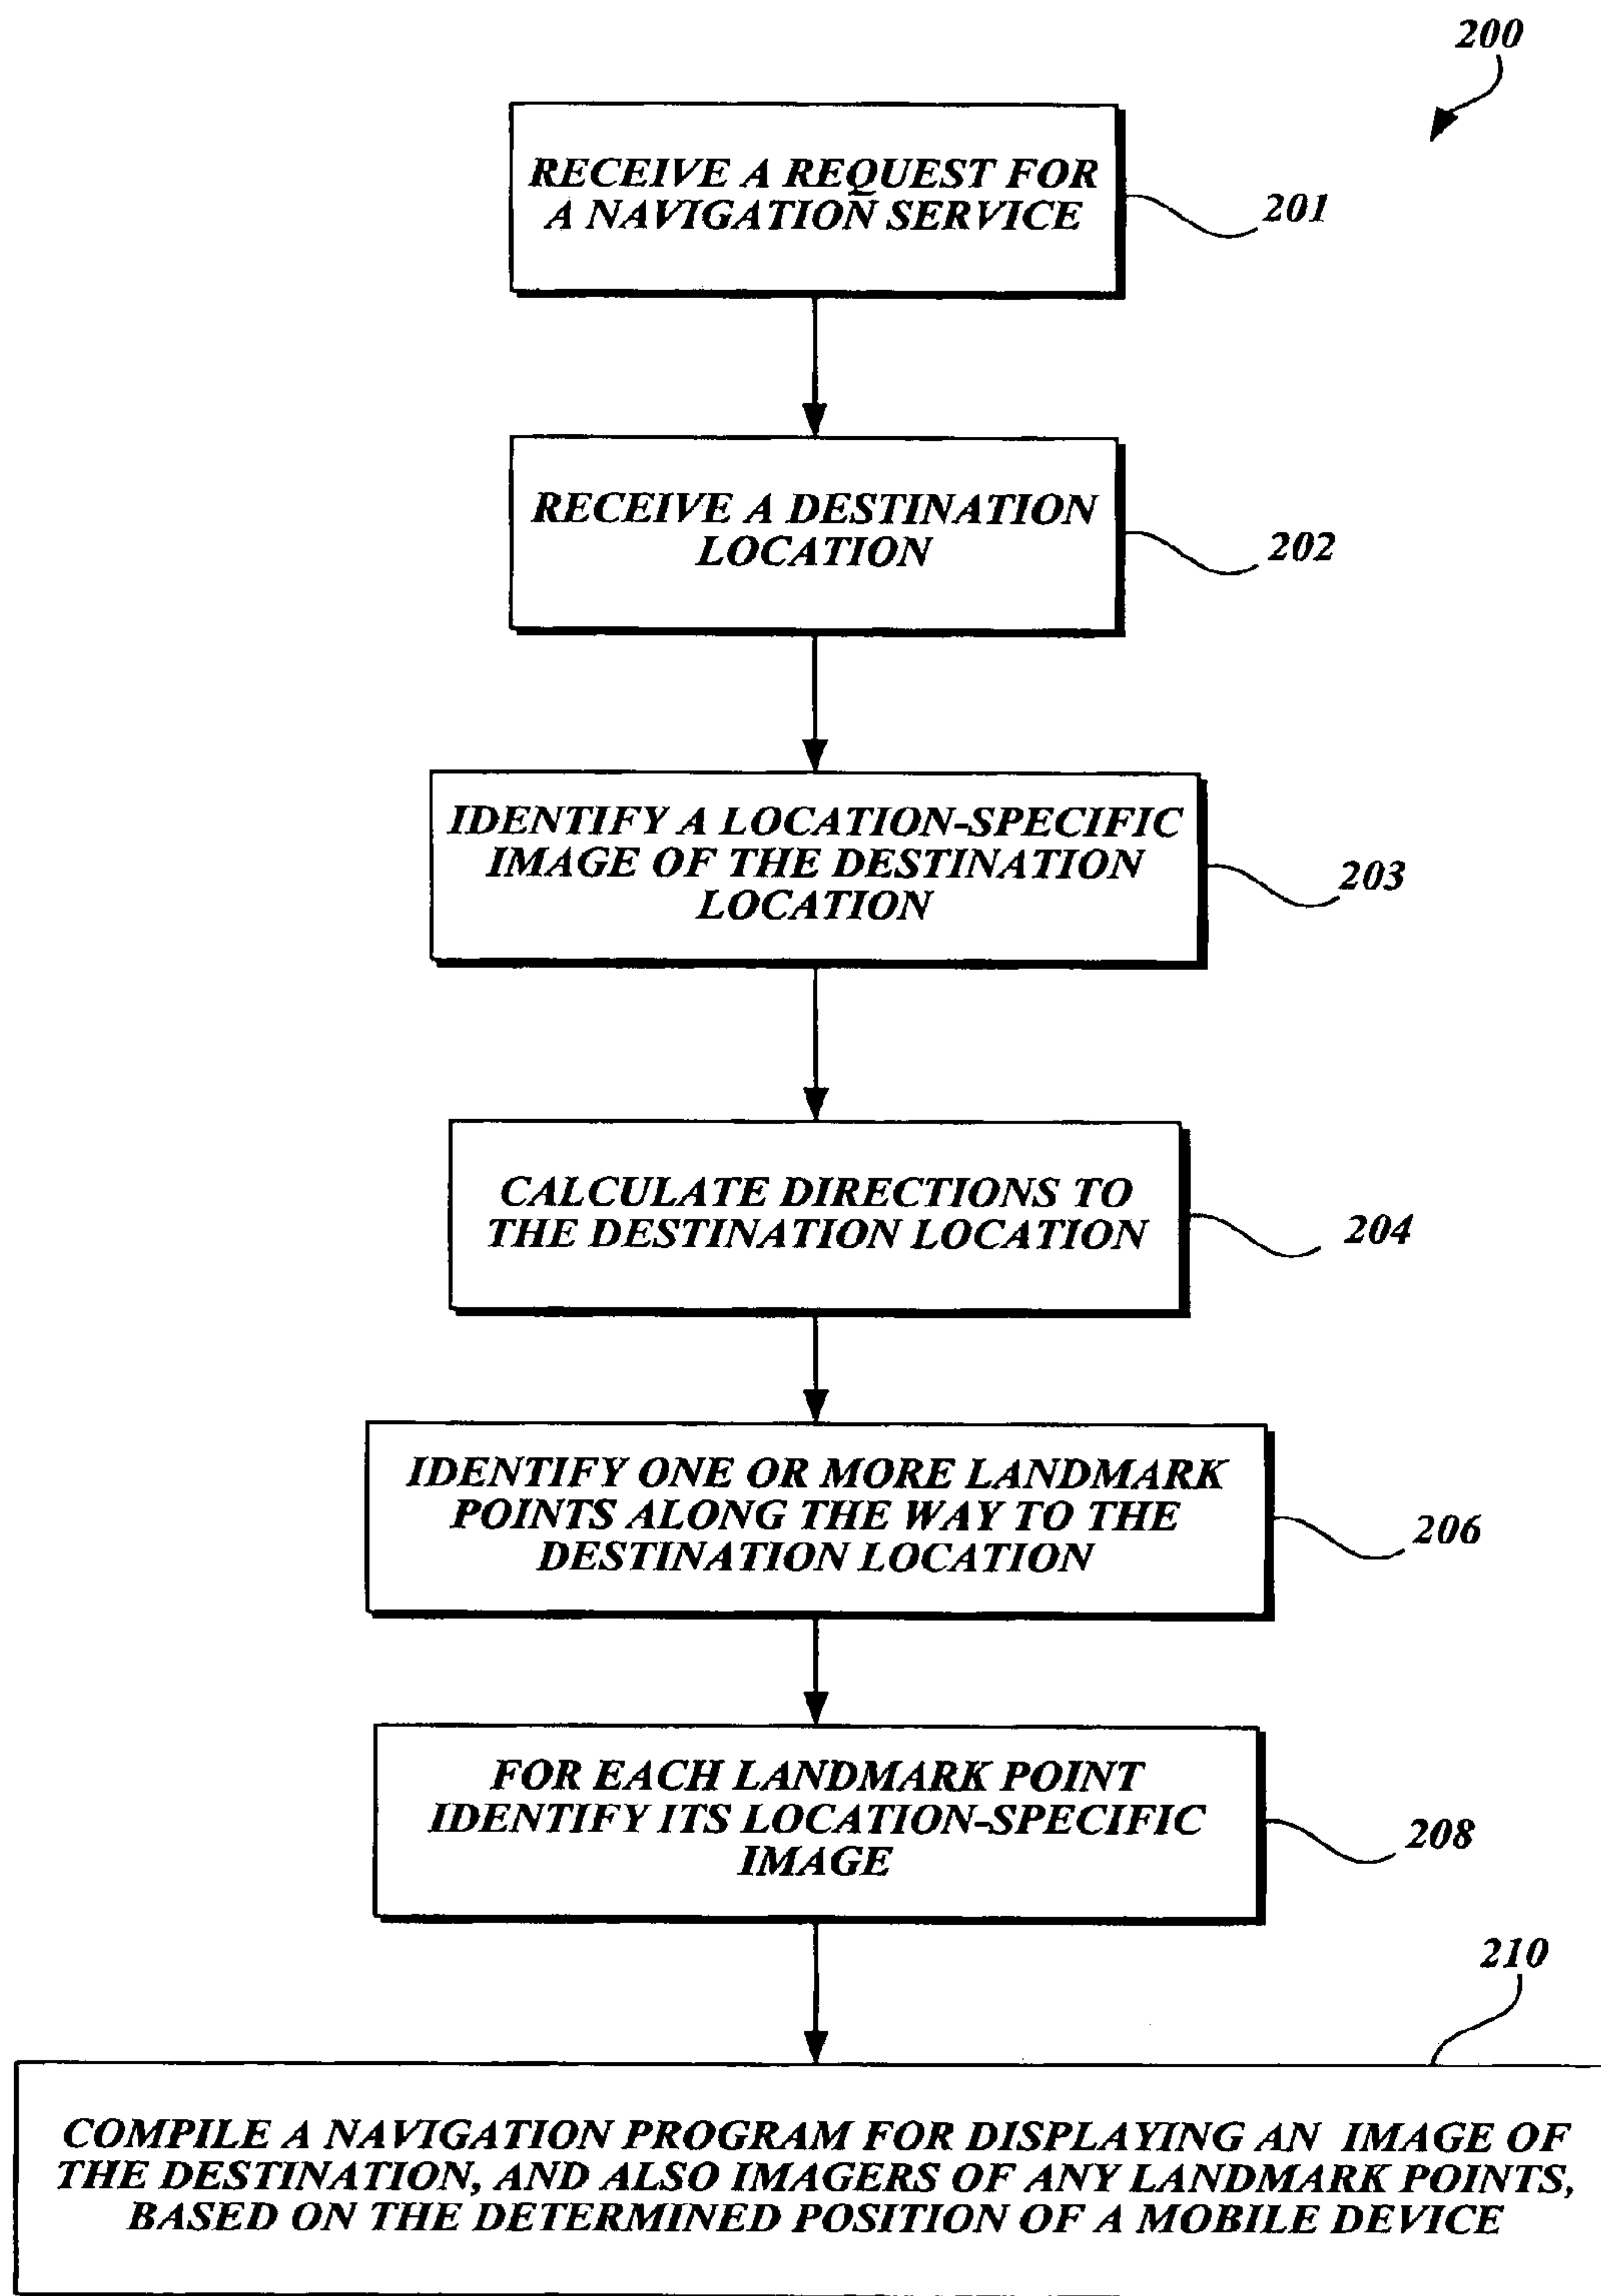 200
RECEIVE A REQUEST FOR
A NAVIGATION SERVICE
201
RECEIVE A DESTINATION
LOCATION
202
IDENTIFY A LOCATION-SPECIFIC
IMAGE OF THE DESTINATION
LOCATION
203
CALCULATE DIRECTIONS TO
THE DESTINATION LOCATION
204
IDENTIFY ONE OR MORE LANDMARK
POINTS ALONG THE WAY TO THE
DESTINATION LOCATION
206
FOR EACH LANDMARK POINT
IDENTIFY ITS LOCATION-SPECIFIC
IMAGE
208
210
COMPILE A NAVIGATION PROGRAM FOR DISPLAYING AN IMAGE OF
THE DESTINATION, AND ALSO IMAGERS OF ANY LANDMARK POINTS,
BASED ON THE DETERMINED POSITION OF A MOBILE DEVICE